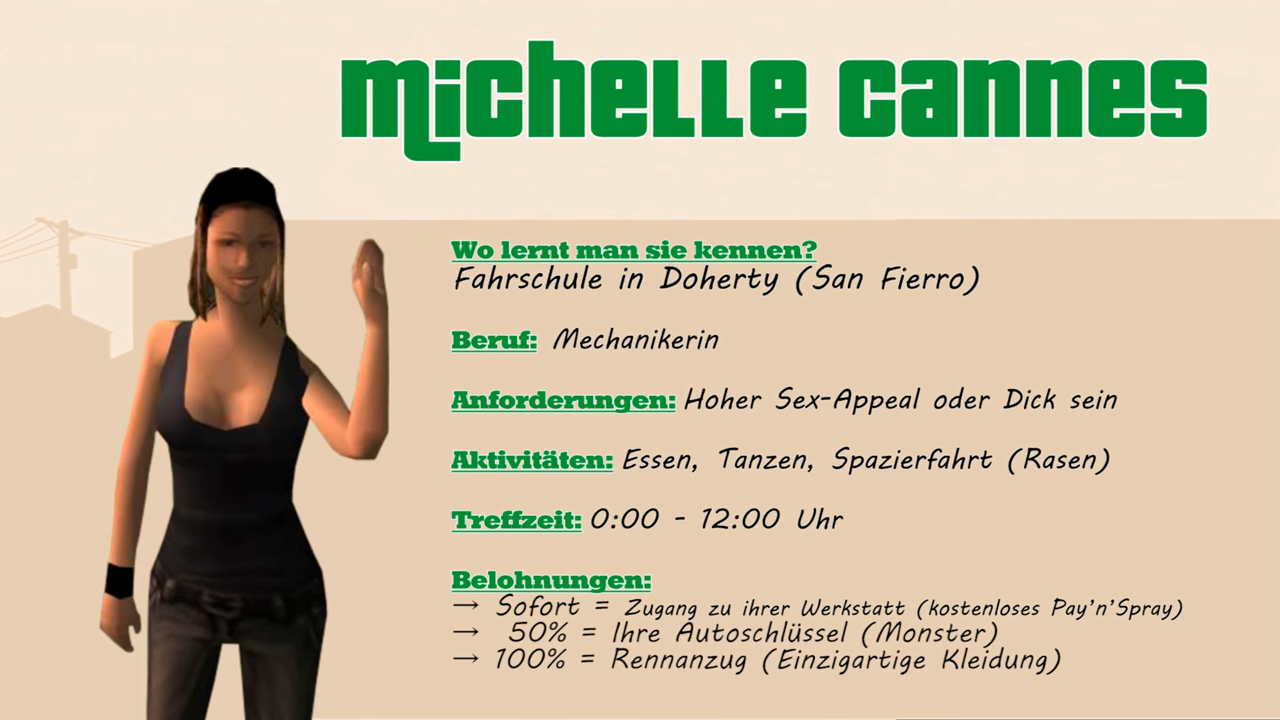 Michelle Cannes
Wo lernt man sie kennen?
Fahrschule in Doherty (San Fierro)
Beruf: Mechanikerin
Anforderungen: Hoher Sex-Appeal oder Dick sein
Aktivitäten: Essen, Tanzen, Spazierfahrt (Rasen)
Treffzeit: 0:00 - 12:00 Uhr
Belohnungen:
→ Sofort = Zugang zu ihrer Werkstatt (kostenloses Pay'n'Spray)
→ 50% = Ihre Autoschlüssel (Monster)
→ 100% = Rennanzug (Einzigartige Kleidung)